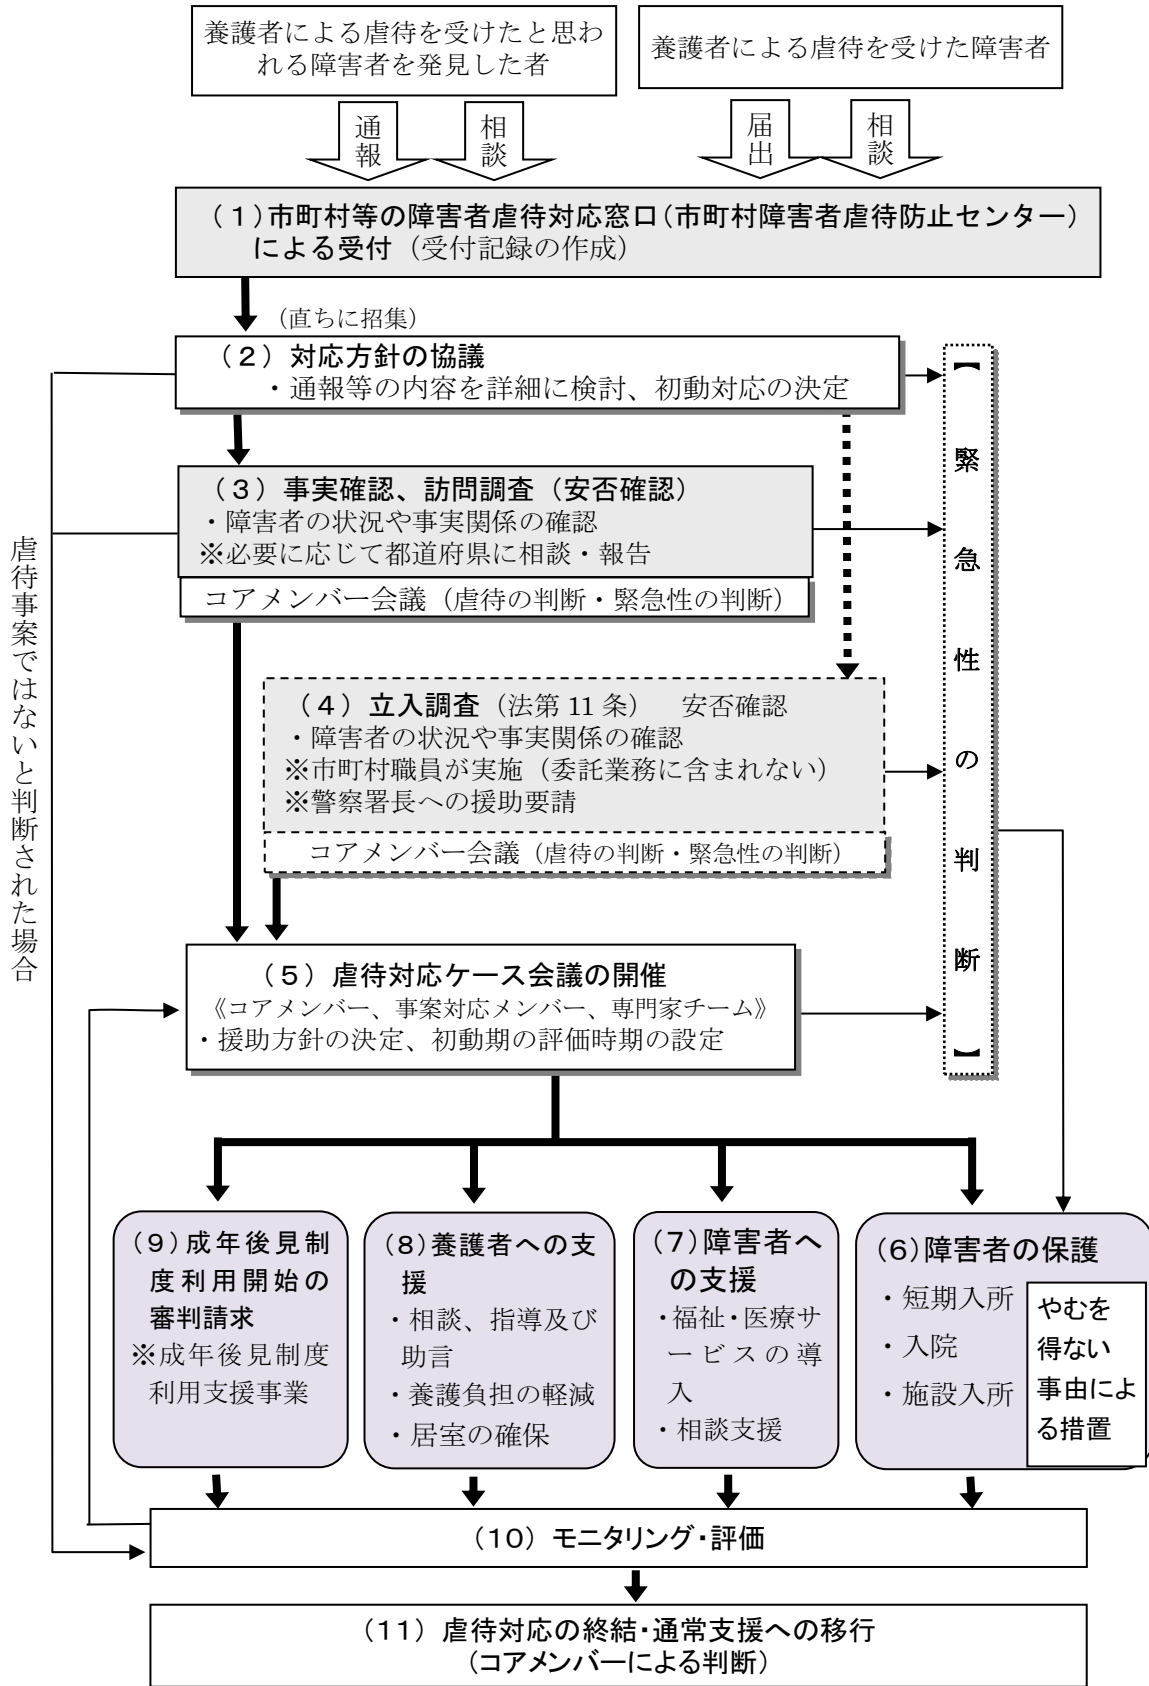 養護者による虐待を受けたと思わ
れる障害者を発見した者
養護者による虐待を受けた障害者
通報
相談
届出
相談
（１）市町村等の障害者虐待対応窓口（市町村障害者虐待防止センター）
による受付（受付記録の作成）
（直ちに招集）
（２）対応方針の協議
・通報等の内容を詳細に検討、初動対応の決定
（３）事実確認、訪問調査（安否確認）
・障害者の状況や事実関係の確認
※必要に応じて都道府県に相談・報告
コアメンバー会議（虐待の判断・緊急性の判断）
（４）立入調査（法第 11 条）　安否確認
・障害者の状況や事実関係の確認
※市町村職員が実施（委託業務に含まれない）
※警察署長への援助要請
コアメンバー会議（虐待の判断・緊急性の判断）
【緊急性の判断】
虐待事案ではないと判断された場合
（５）虐待対応ケース会議の開催
《コアメンバー、事案対応メンバー、専門家チーム》
・援助方針の決定、初動期の評価時期の設定
（９）成年後見制
度利用開始の
審判請求
※成年後見制度
利用支援事業
（８）養護者への支
援
・相談、指導及び
助言
・養護負担の軽減
・居室の確保
（７）障害者へ
の支援
・福祉・医療サ
ービスの導
入
・相談支援
（６）障害者の保護
・短期入所
・入院
・施設入所
やむを
得ない
事由によ
る措置
（１０）モニタリング・評価
（１１）虐待対応の終結・通常支援への移行
（コアメンバーによる判断）